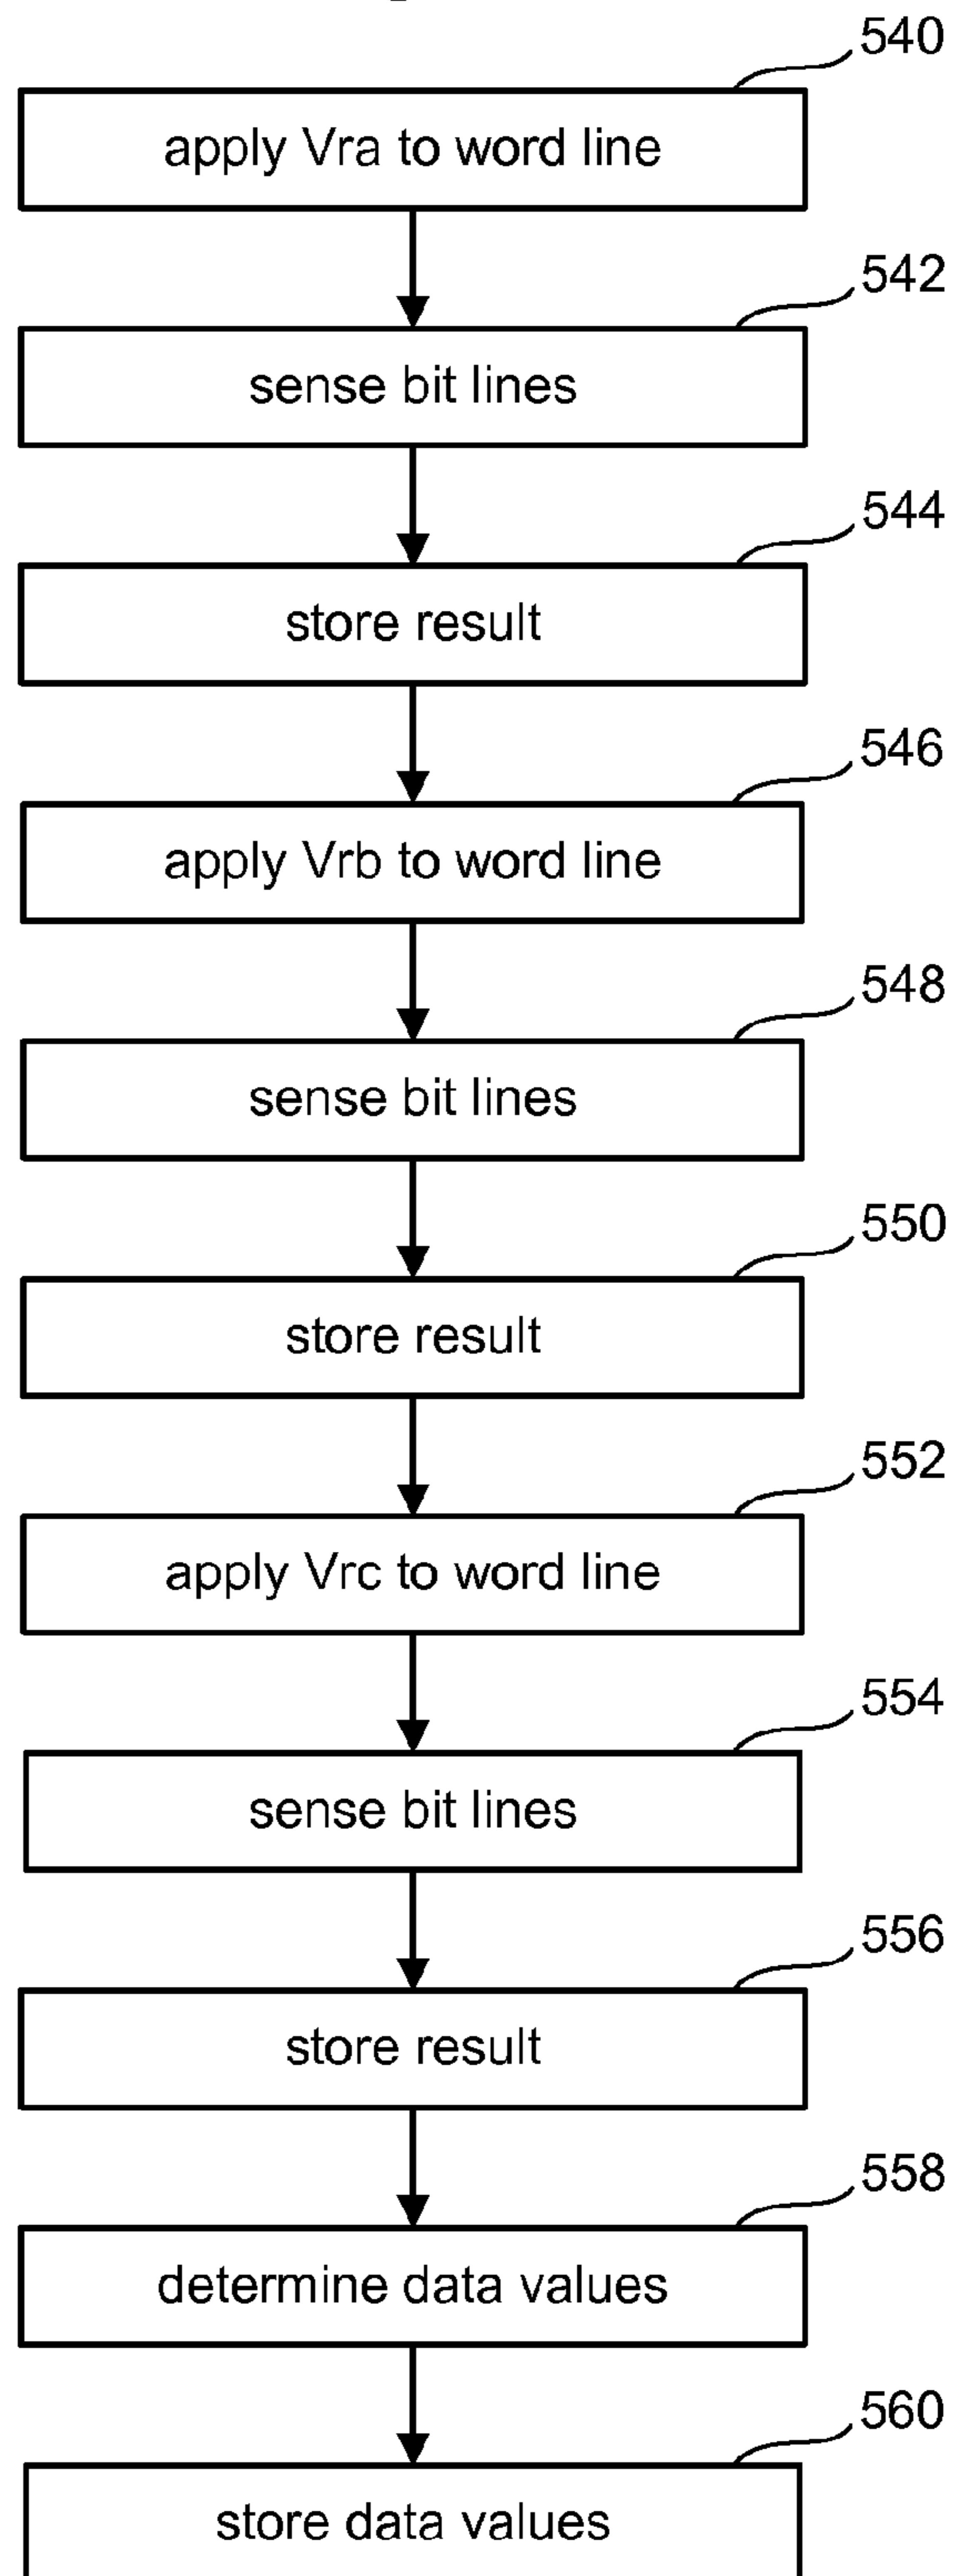 540
apply Vra to word line
542
sense bit lines
544
store result
546
apply Vrb to word line
548
sense bit lines
550
store result
552
apply Vrc to word line
554
sense bit lines
556
store result
558
determine data values
560
store data values